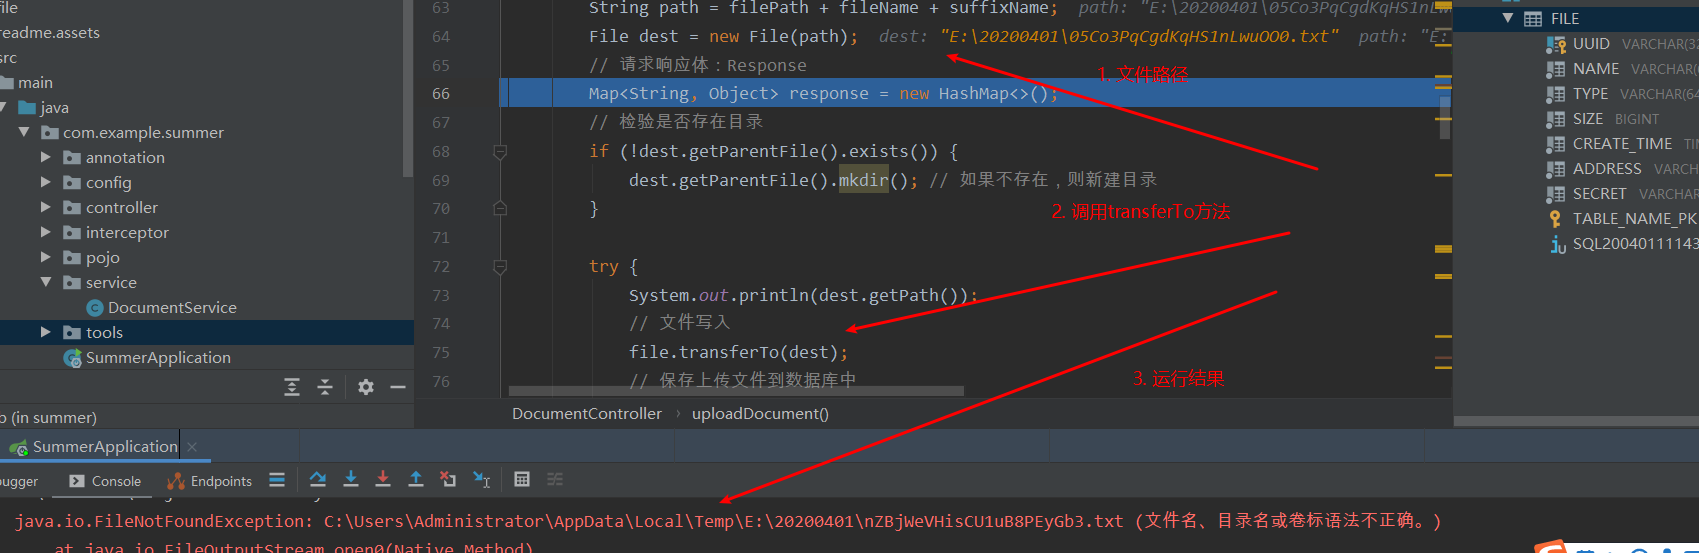 file
readme.assets
src
main
java
com.example.summer
annotation
config
controller
interceptor
pojo
service
DocumentService
tools
SummerApplication
(in summer)
63 String path = filePath + fileName + suffixName; path: "E:\20200401\05Co3PqCgdKqHS1nLw
64 File dest = new File(path); dest: "E:\20200401\05Co3PqCgdKqHS1nLwuOO0.txt" path: "E:
65 // 请求响应体：Response
66 Map<String, Object> response = new HashMap<>();
67 // 检验是否存在目录
68 if (!dest.getParentFile().exists()) {
69 dest.getParentFile().mkdir(); // 如果不存在，则新建目录
70 }
71
72 try {
73 System.out.println(dest.getPath());
74 // 文件写入
75 file.transferTo(dest);
76 // 保存上传文件到数据库中
1. 文件路径
2. 调用transferTo方法
3. 运行结果
DocumentController › uploadDocument()
FILE
UUID VARCHAR(32
NAME VARCHAR(
TYPE VARCHAR(64
SIZE BIGINT
CREATE_TIME TIM
ADDRESS VARCHA
SECRET VARCHAR
TABLE_NAME_PK
SQL20040111143
SummerApplication
ugger
Console
Endpoints
java.io.FileNotFoundException: C:\Users\Administrator\AppData\Local\Temp\E:\20200401\nZBjWeVHisCU1uB8PEyGb3.txt (文件名、目录名或卷标语法不正确。)
at java.io.FileOutputStream.open0(Native Method)